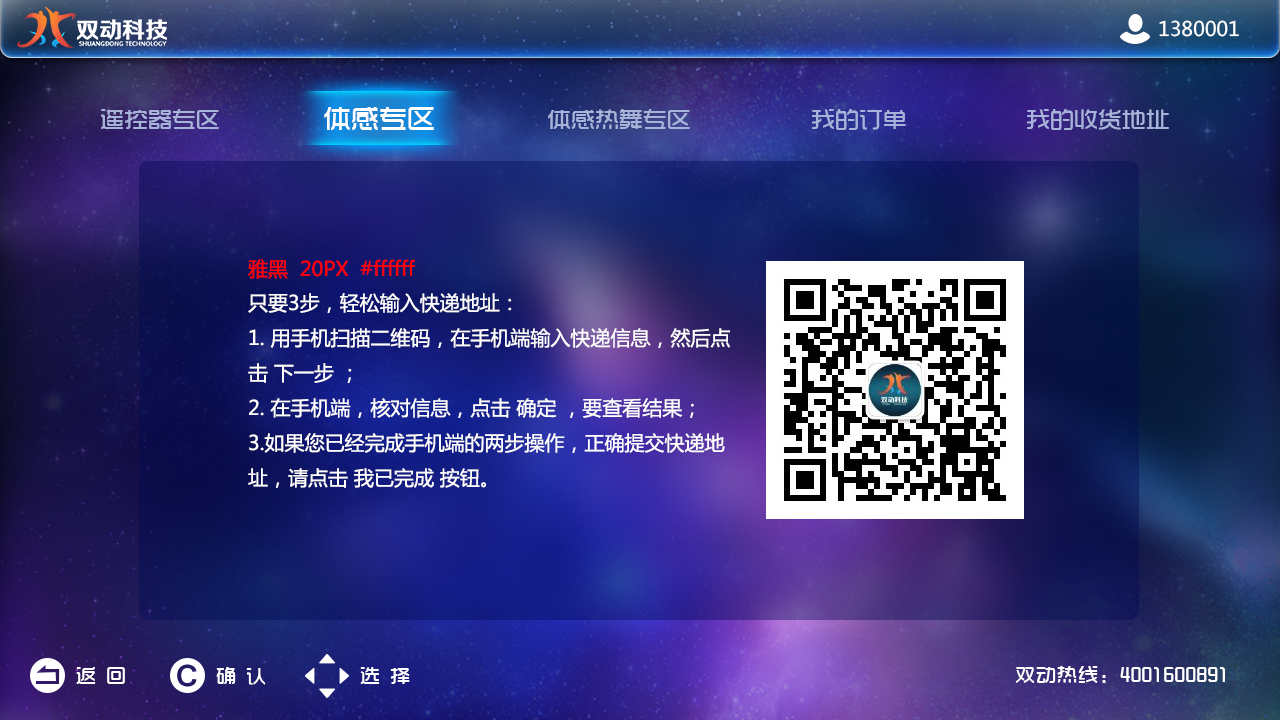 双动科技
SHUANGDONG TECHNOLOGY
1380001
遥控器专区
体感专区
体感热舞专区
我的订单
我的收货地址
雅黑 20PX #ffffff
只要3步，轻松输入快递地址：
1. 用手机扫描二维码，在手机端输入快递信息，然后点
击 下一步 ；
2. 在手机端，核对信息，点击 确定 ，要查看结果；
3.如果您已经完成手机端的两步操作，正确提交快递地
址，请点击 我已完成 按钮。
双动科技
返回
C 确认
选择
双动热线：4001600891